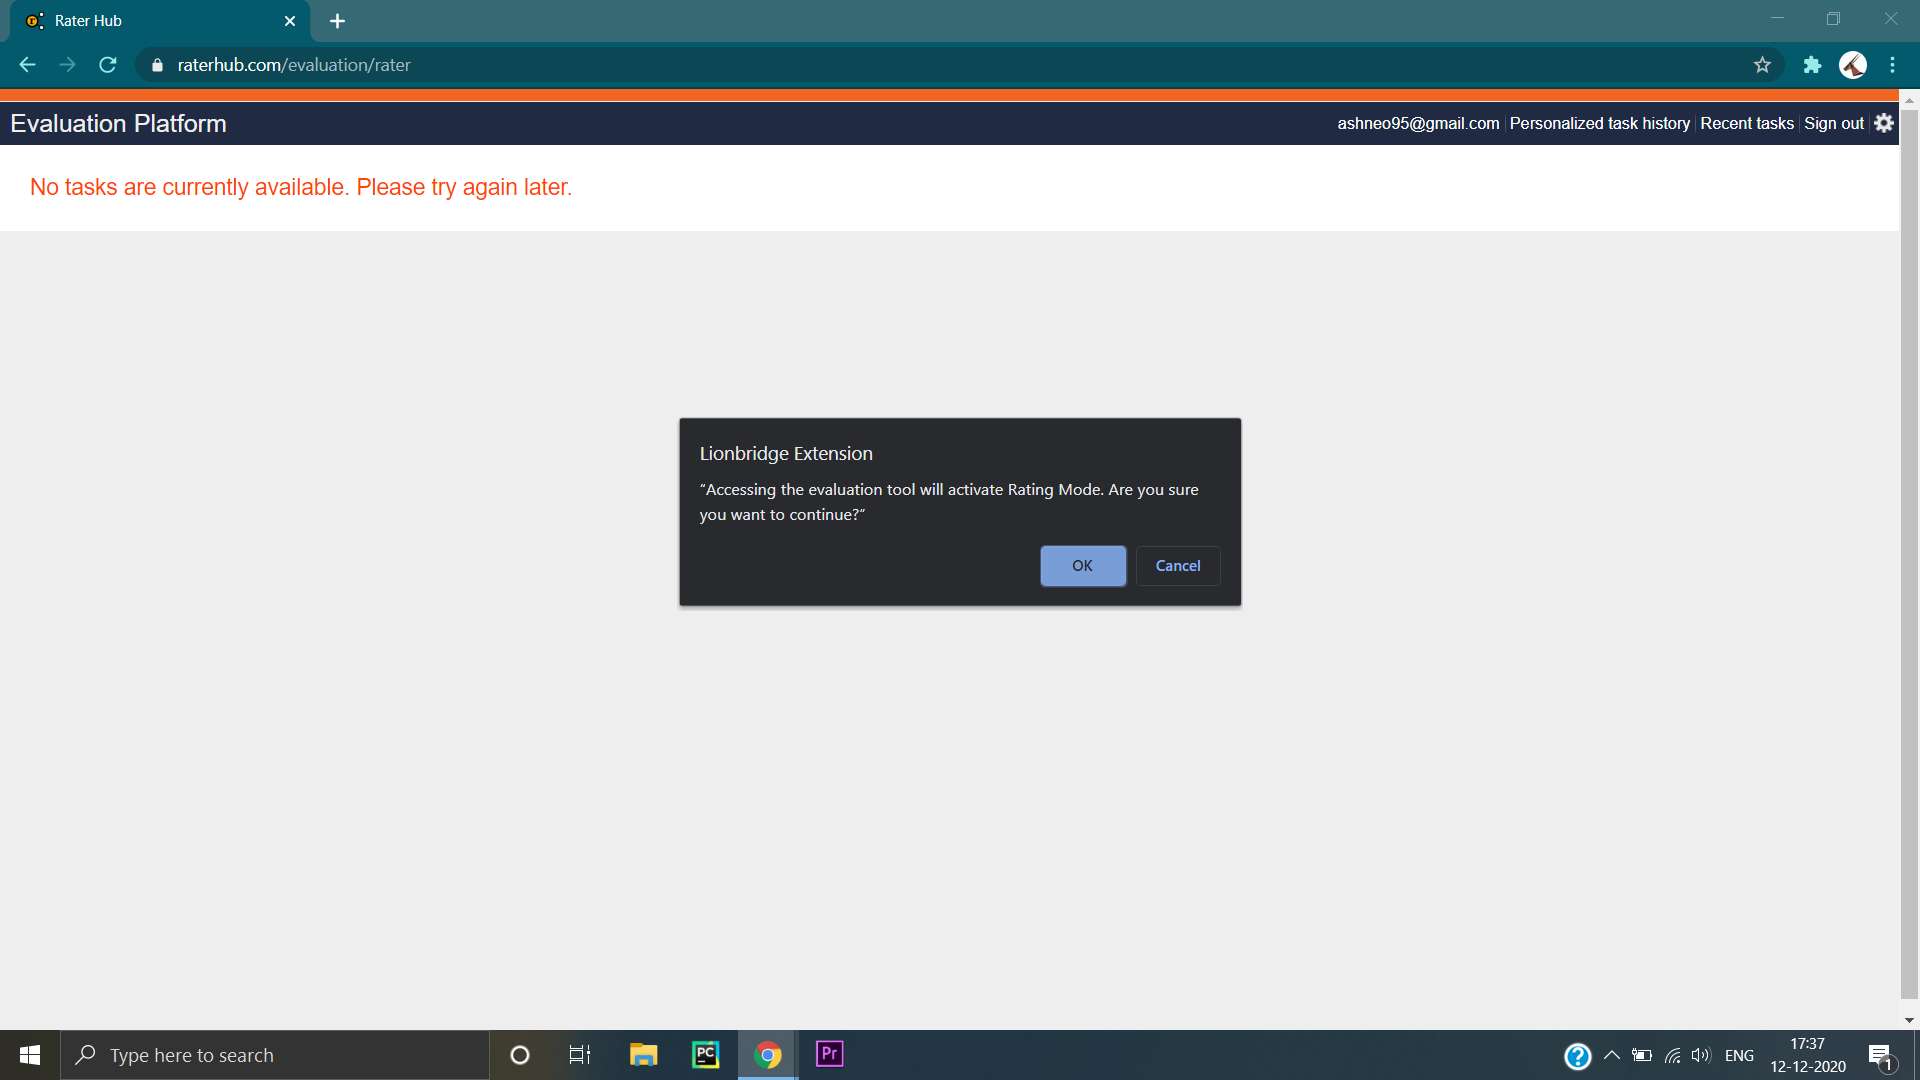 Rater Hub
raterhub.com/evaluation/rater
Evaluation Platform
ashneo95@gmail.com Personalized task history Recent tasks Sign out
No tasks are currently available. Please try again later.
Lionbridge Extension
“Accessing the evaluation tool will activate Rating Mode. Are you sure
you want to continue?”
OK Cancel
Type here to search
PC
Pr
ENG
17:37
12-12-2020
1